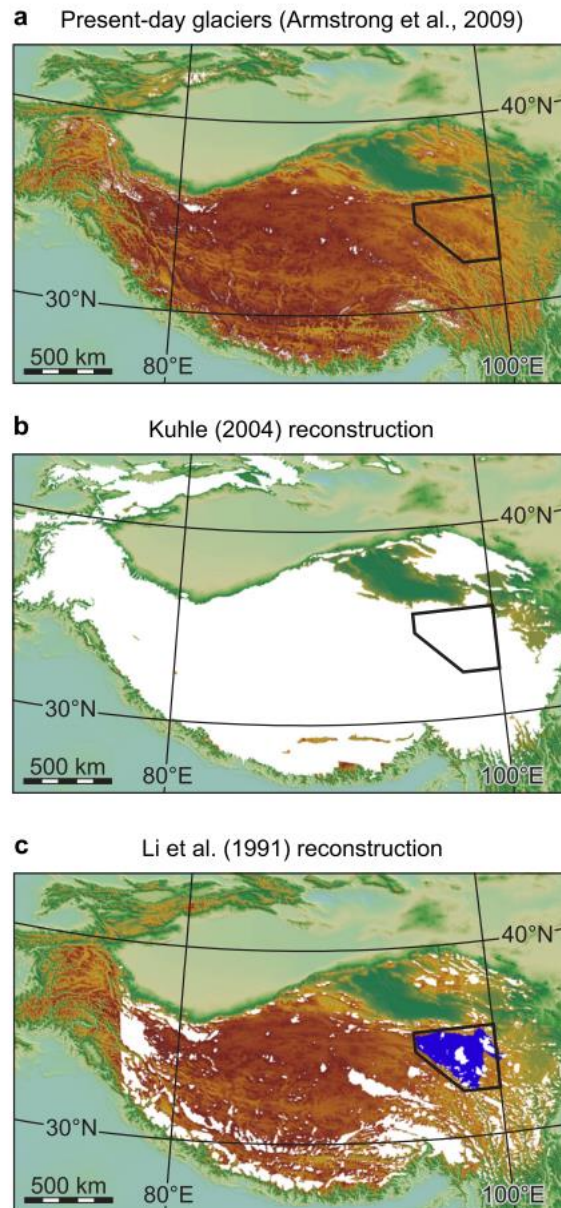 a Present-day glaciers (Armstrong et al., 2009)
40°N
30°N
500 km
80°E
100°E
b Kuhle (2004) reconstruction
40°N
30°N
500 km
80°E
100°E
c Li et al. (1991) reconstruction
40°N
30°N
500 km
80°E
100°E